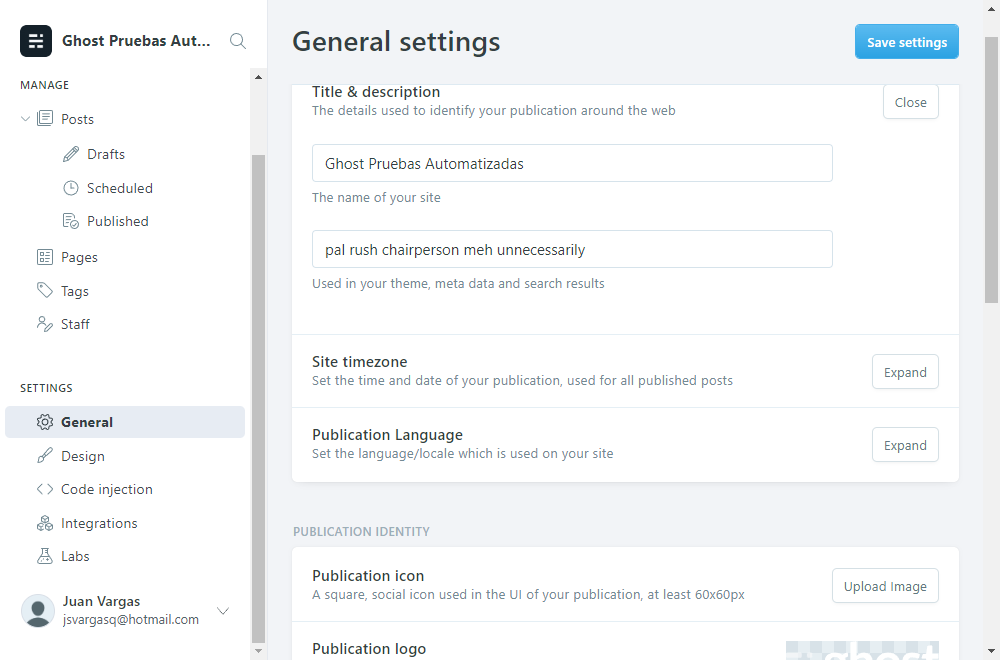 Ghost Pruebas Aut...
MANAGE
Posts
Drafts
Scheduled
Published
Pages
Tags
Staff
SETTINGS
General
Design
Code injection
Integrations
Labs
Juan Vargas
jsvargasq@hotmail.com
General settings
Save settings
Title & description
The details used to identify your publication around the web
Close
Ghost Pruebas Automatizadas
The name of your site
pal rush chairperson meh unnecessarily
Used in your theme, meta data and search results
Site timezone
Set the time and date of your publication, used for all published posts
Expand
Publication Language
Set the language/locale which is used on your site
Expand
PUBLICATION IDENTITY
Publication icon
A square, social icon used in the UI of your publication, at least 60x60px
Upload Image
Publication logo
ghost